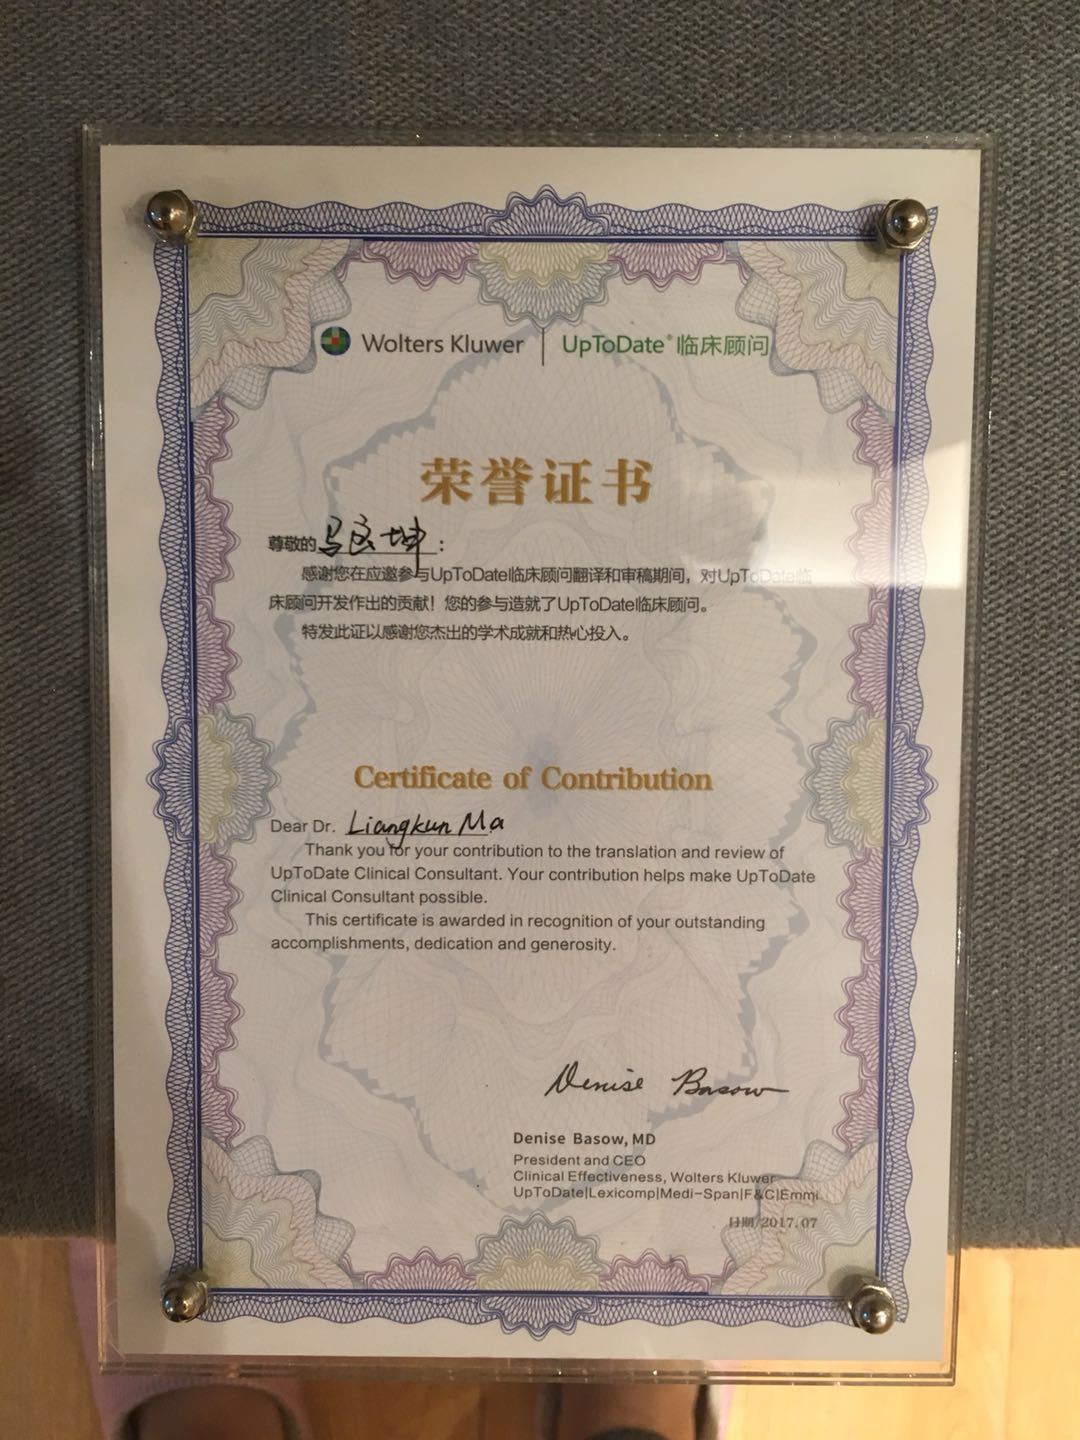 Wolters Kluwer | UpToDate® 临床顾问
荣誉证书
尊敬的马良坤：
感谢您在应邀参与UpToDate临床顾问翻译和审稿期间，对UpToDate临
床顾问开发作出的贡献！您的参与造就了UpToDate临床顾问。
特发此证以感谢您杰出的学术成就和热心投入。
Certificate of Contribution
Dear Dr. Liangkun Ma
Thank you for your contribution to the translation and review of
UpToDate Clinical Consultant. Your contribution helps make UpToDate
Clinical Consultant possible.
This certificate is awarded in recognition of your outstanding
accomplishments, dedication and generosity.
Denise Basow
Denise Basow, MD
President and CEO
Clinical Effectiveness, Wolters Kluwer
UpToDate|Lexicomp|Medi-Span|F&C|Emmi
日期/2017.07